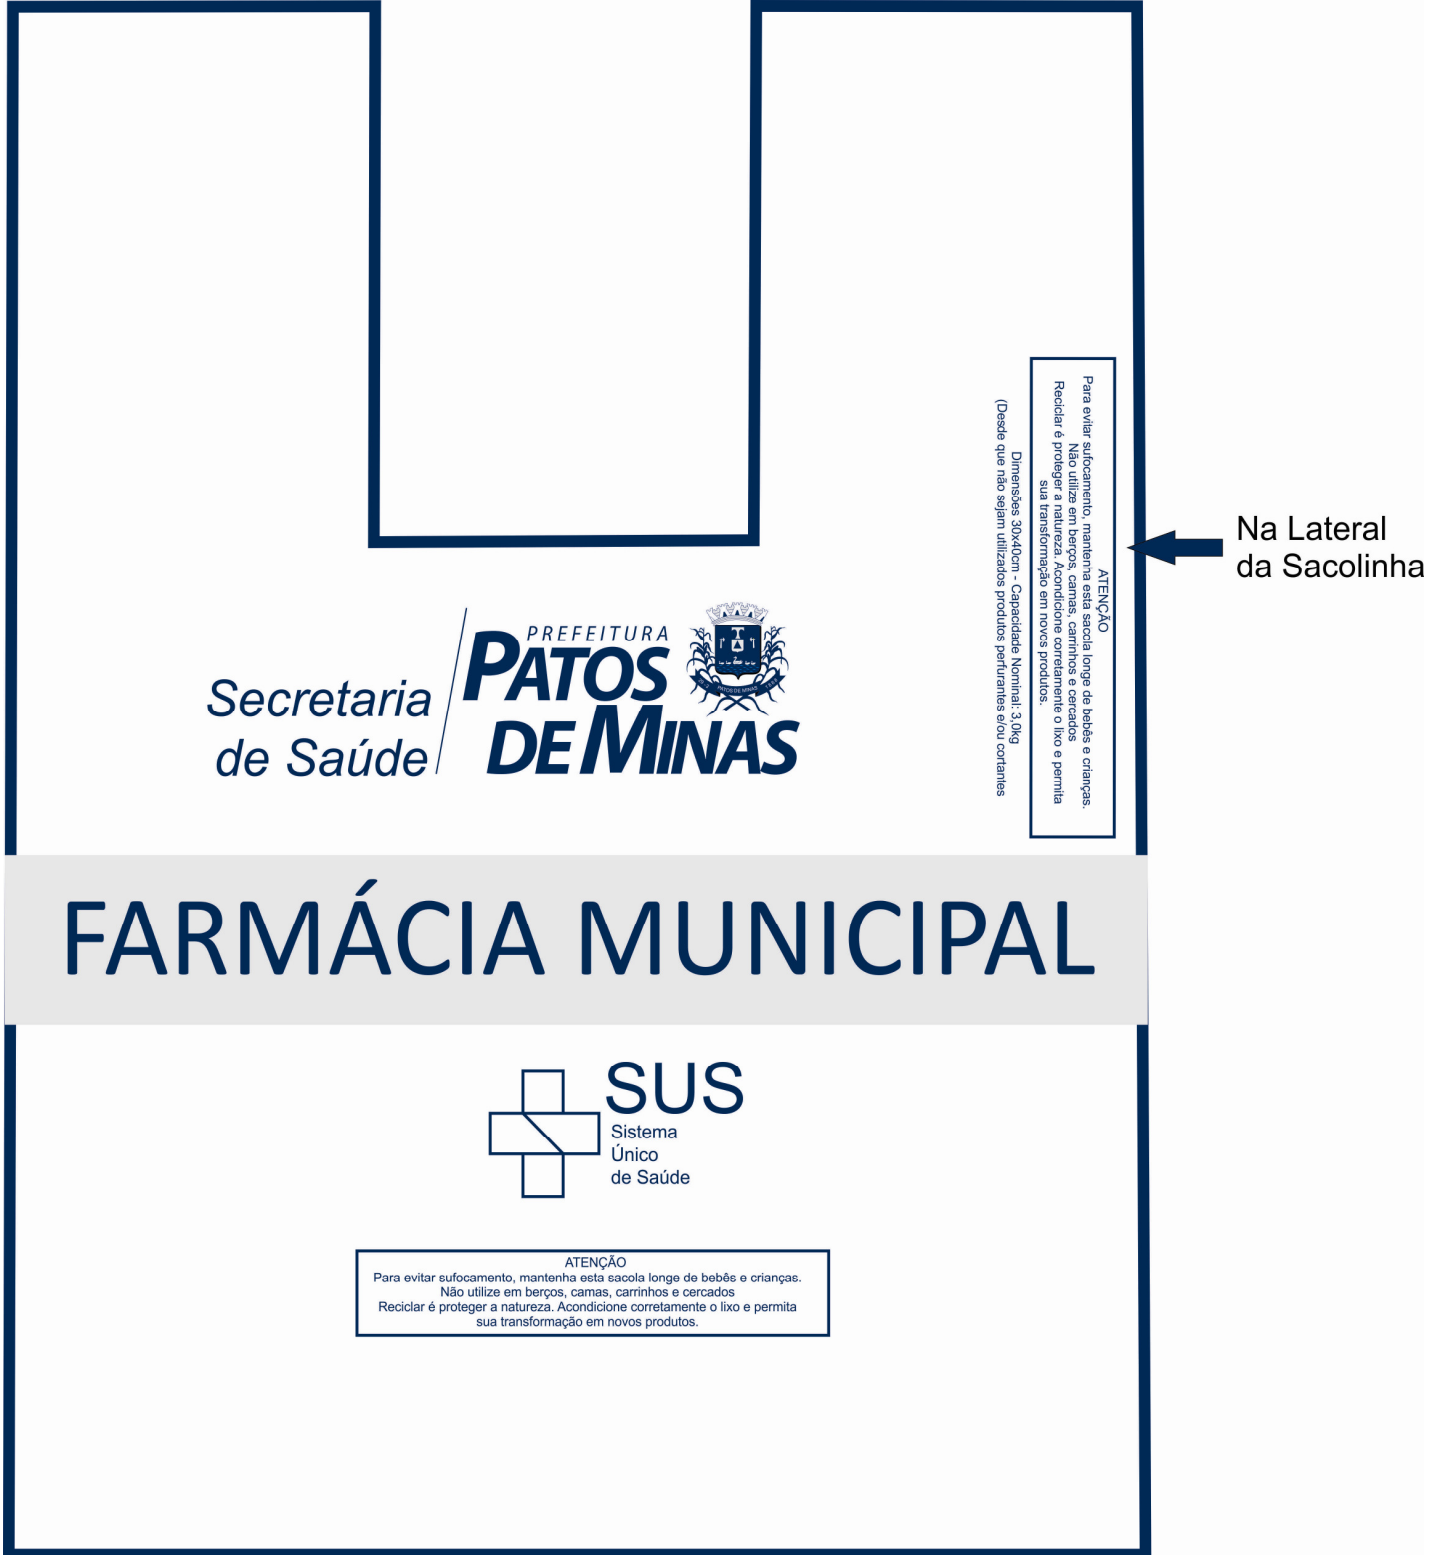 Secretaria
de Saúde
PREFEITURA
PATOS
DE MINAS
PATOS DE MINAS
ATENÇÃO
Para evitar sufocamento, mantenha esta sacola longe de bebês e crianças.
Não utilize em berços, camas, carrinhos e cercados
Reciclar é proteger a natureza. Acondicione corretamente o lixo e permita
sua transformação em novos produtos.
Dimensões 30x40cm - Capacidade Nominal: 3,0kg
(Desde que não sejam utilizados produtos perfurantes e/ou cortantes
Na Lateral
da Sacolinha
FARMÁCIA MUNICIPAL
SUS
Sistema
Único
de Saúde
ATENÇÃO
Para evitar sufocamento, mantenha esta sacola longe de bebês e crianças.
Não utilize em berços, camas, carrinhos e cercados
Reciclar é proteger a natureza. Acondicione corretamente o lixo e permita
sua transformação em novos produtos.